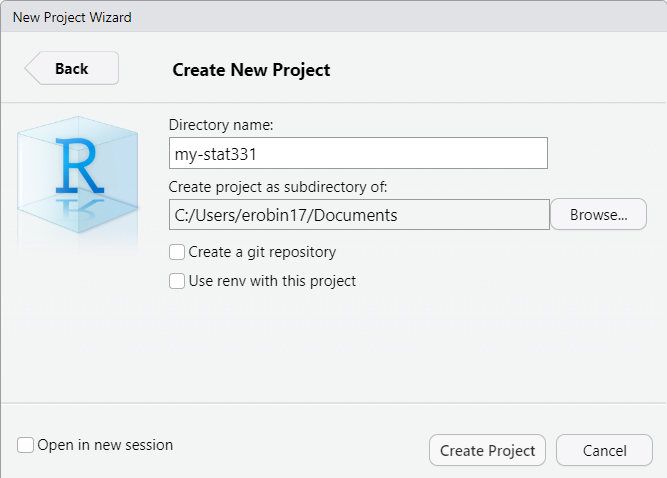 New Project Wizard
Back
Create New Project
R
Directory name:
my-stat331
Create project as subdirectory of:
C:/Users/erobin17/Documents
Browse...
Create a git repository
Use renv with this project
Open in new session
Create Project
Cancel